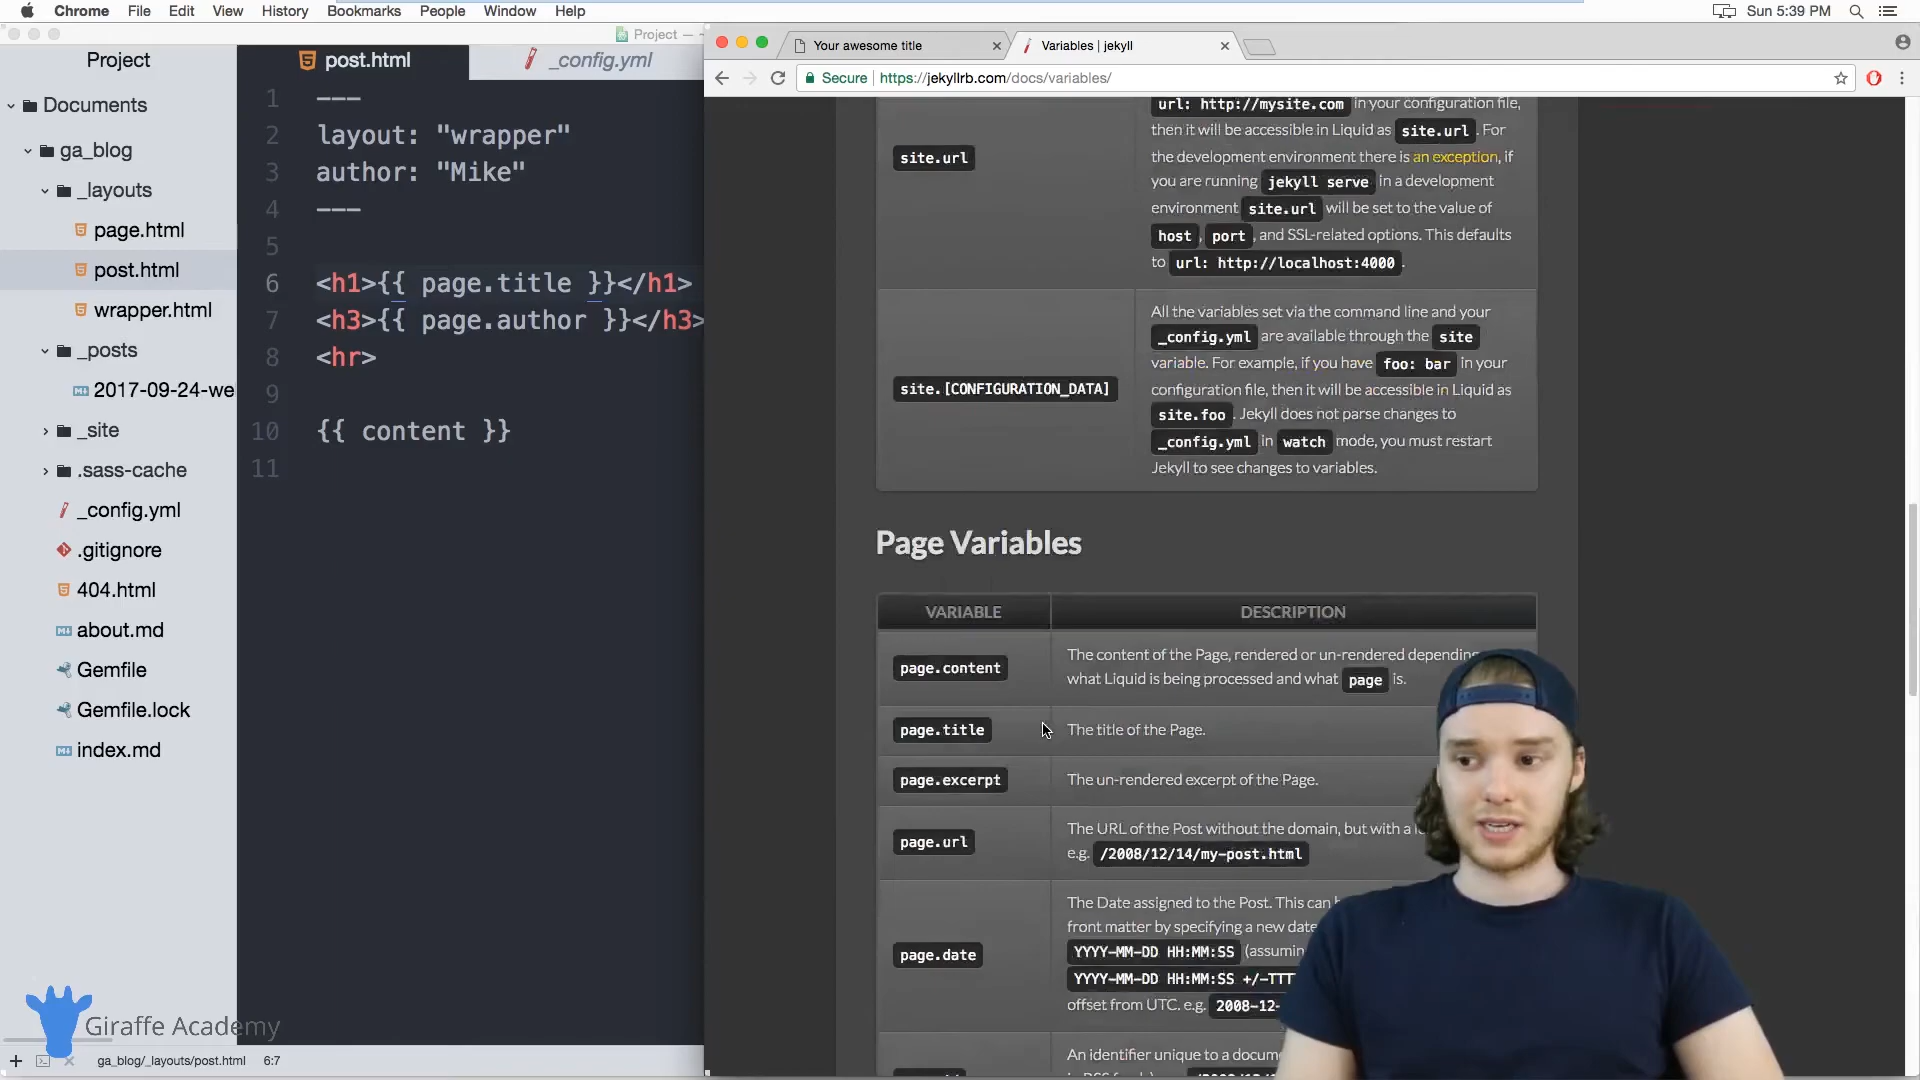 Chrome File Edit View History Bookmarks People Window Help
Sun 5:39 PM
Project —
Project
Documents
ga_blog
_layouts
page.html
post.html
wrapper.html
_posts
2017-09-24-we
_site
.sass-cache
_config.yml
.gitignore
404.html
about.md
Gemfile
Gemfile.lock
index.md
Giraffe Academy
ga_blog/_layouts/post.html 6:7
post.html
_config.yml
1 ---
2 layout: "wrapper"
3 author: "Mike"
4 ---
5
6 <h1>{{ page.title }}</h1>
7 <h3>{{ page.author }}</h3>
8 <hr>
9
10 {{ content }}
11
Your awesome title
Variables | jekyll
Secure https://jekyllrb.com/docs/variables/
site.url
url: http://mysite.com in your configuration file,
then it will be accessible in Liquid as site.url . For
the development environment there is an exception, if
you are running jekyll serve in a development
environment site.url will be set to the value of
host , port , and SSL-related options. This defaults
to url: http://localhost:4000 .
site.[CONFIGURATION_DATA]
All the variables set via the command line and your
_config.yml are available through the site
variable. For example, if you have foo: bar in your
configuration file, then it will be accessible in Liquid as
site.foo . Jekyll does not parse changes to
_config.yml in watch mode, you must restart
Jekyll to see changes to variables.
Page Variables
VARIABLE DESCRIPTION
page.content
The content of the Page, rendered or un-rendered depending
what Liquid is being processed and what page is.
page.title
The title of the Page.
page.excerpt
The un-rendered excerpt of the Page.
page.url
The URL of the Post without the domain, but with a
e.g. /2008/12/14/my-post.html
page.date
The Date assigned to the Post. This can
front matter by specifying a new date
YYYY-MM-DD HH:MM:SS
YYYY-MM-DD HH:MM:SS
offset from UTC. e.g. 2008-12-
An identifier unique to a